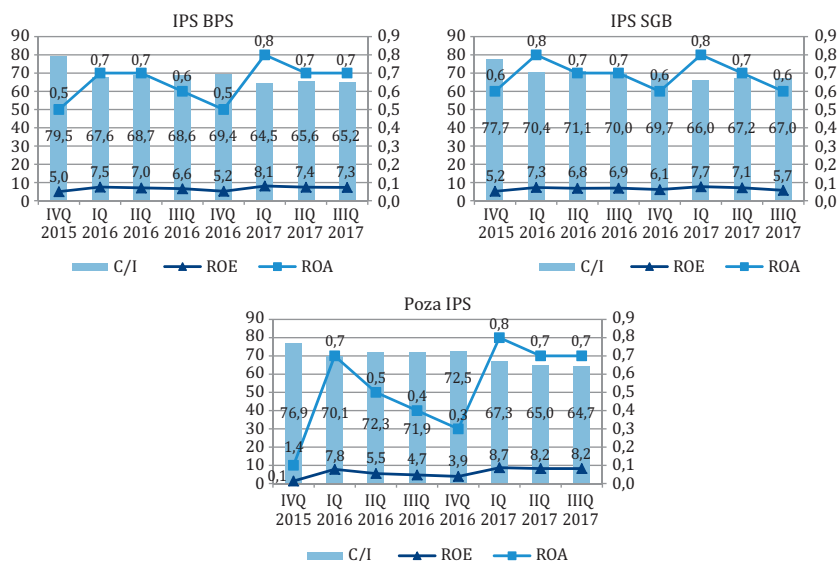 IPS BPS
90
80
70
60
50
40
30
20
10
0
0,9
0,8
0,7
0,6
0,5
0,4
0,3
0,2
0,1
0,0
0,5 0,7 0,7 0,6 0,5 0,8 0,7 0,7
79,5 67,6 68,7 68,6 69,4 64,5 65,6 65,2
5,0 7,5 7,0 6,6 5,2 8,1 7,4 7,3
IVQ IQ IIQ IIIQ IVQ IQ IIQ IIIQ
2015 2016 2016 2016 2016 2017 2017 2017
C/I ROE ROA
IPS SGB
90
80
70
60
50
40
30
20
10
0
0,9
0,8
0,7
0,6
0,5
0,4
0,3
0,2
0,1
0,0
0,6 0,8 0,7 0,7 0,6 0,8 0,7 0,6
77,7 70,4 71,1 70,0 69,7 66,0 67,2 67,0
5,2 7,3 6,8 6,9 6,1 7,7 7,1 5,7
IVQ IQ IIQ IIIQ IVQ IQ IIQ IIIQ
2015 2016 2016 2016 2016 2017 2017 2017
C/I ROE ROA
Poza IPS
90
80
70
60
50
40
30
20
10
0
0,9
0,8
0,7
0,6
0,5
0,4
0,3
0,2
0,1
0,0
0,1 0,7 0,5 0,4 0,3 0,8 0,7 0,7
76,9 70,1 72,3 71,9 72,5 67,3 65,0 64,7
1,4 7,8 5,5 4,7 3,9 8,7 8,2 8,2
IVQ IQ IIQ IIIQ IVQ IQ IIQ IIIQ
2015 2016 2016 2016 2016 2017 2017 2017
C/I ROE ROA